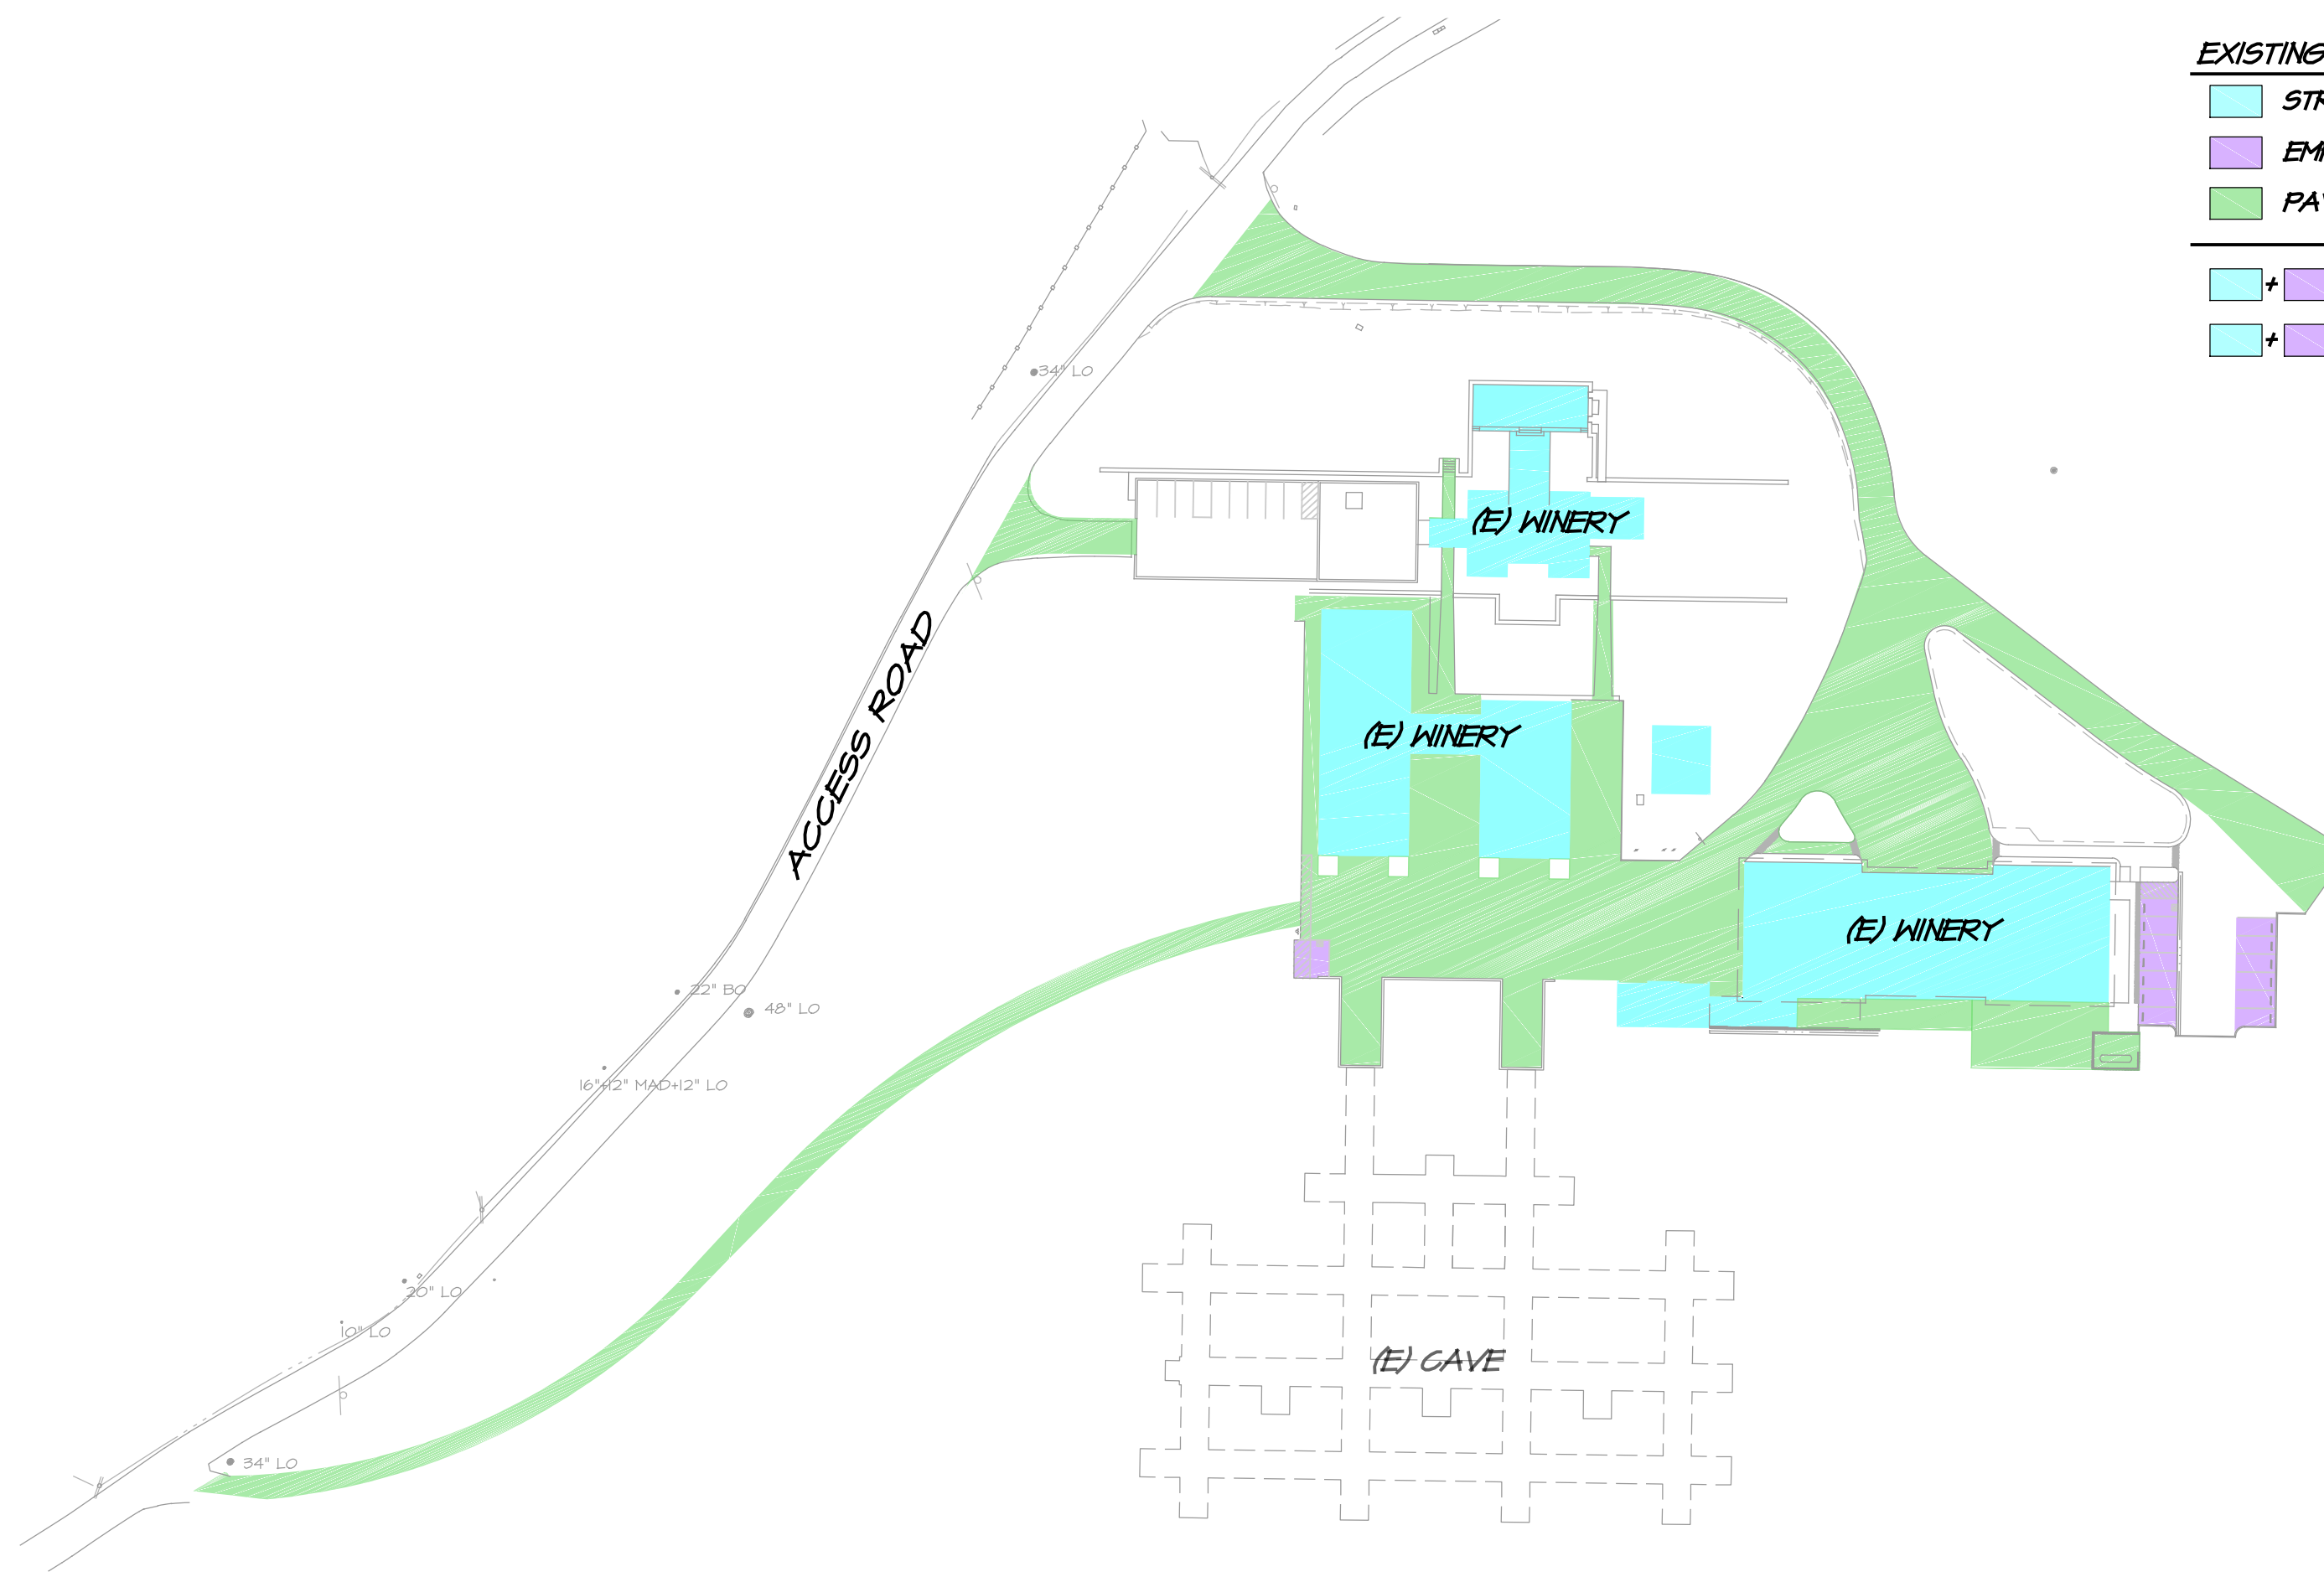 EXISTING
34" LO
(E) WINERY
ACCESS ROAD
(E) WINERY
(E) WINERY
22" BO
48" LO
16"+12" MAD+12" LO
20" LO
10" LO
(E) CAVE
34" LO
+
+